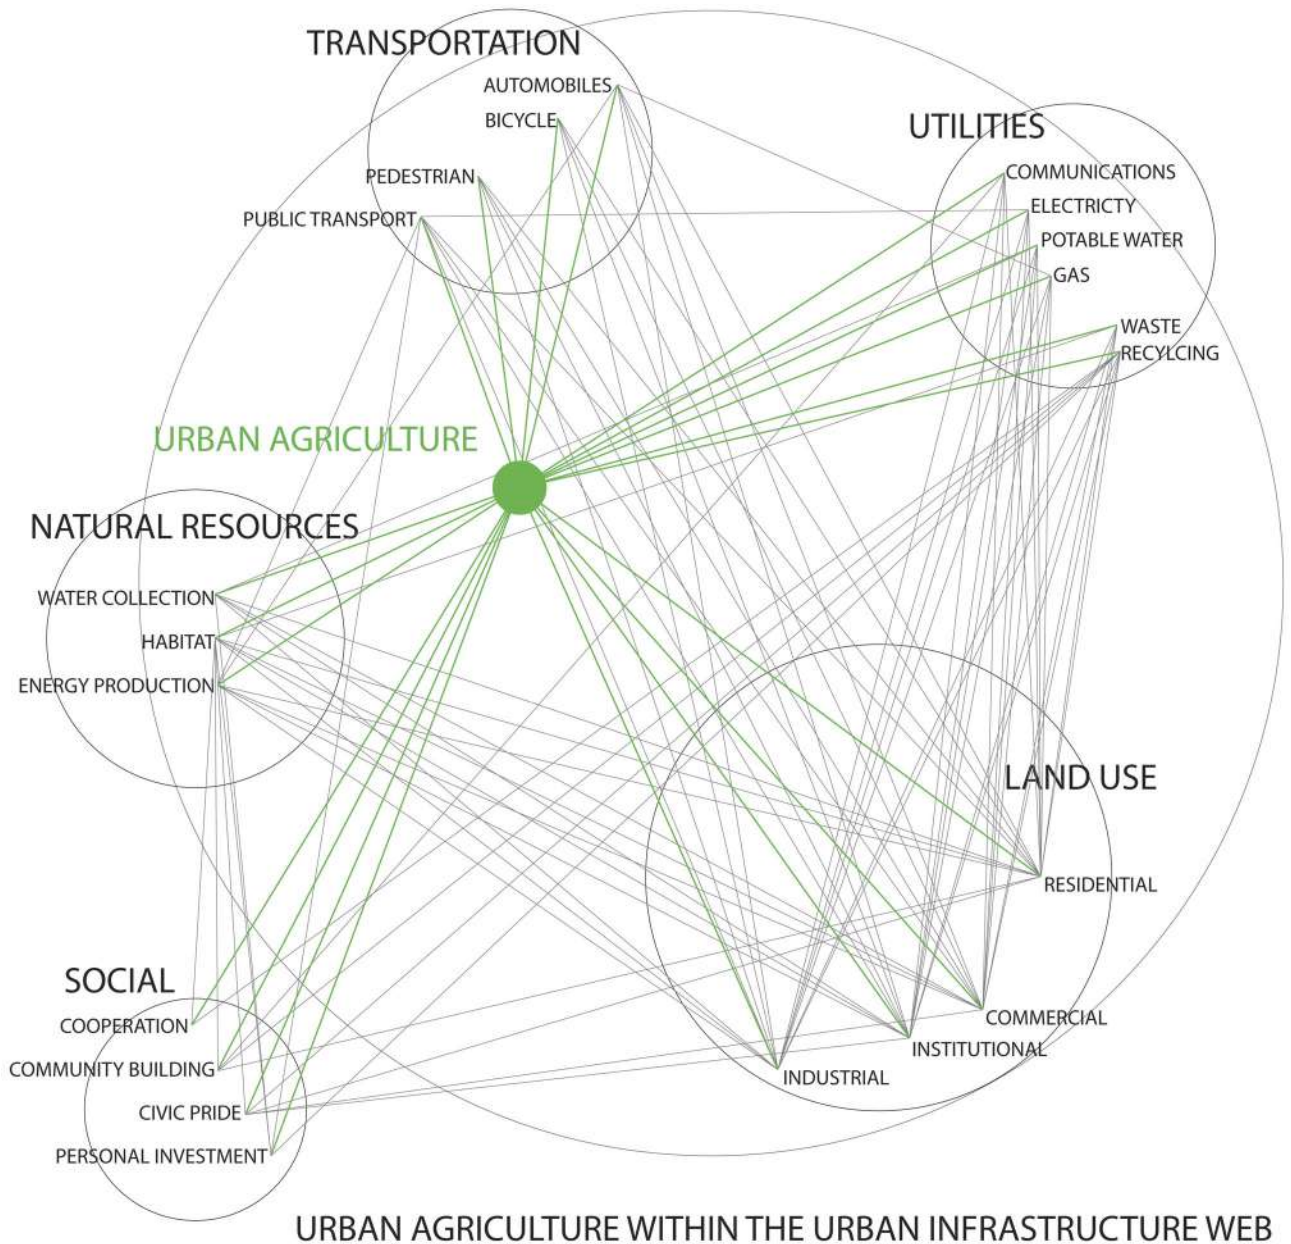 TRANSPORTATION
AUTOMOBILES
BICYCLE
PEDESTRIAN
PUBLIC TRANSPORT
UTILITIES
COMMUNICATIONS
ELECTRICTY
POTABLE WATER
GAS
WASTE
RECYLCING
URBAN AGRICULTURE
NATURAL RESOURCES
WATER COLLECTION
HABITAT
ENERGY PRODUCTION
LAND USE
RESIDENTIAL
COMMERCIAL
INSTITUTIONAL
INDUSTRIAL
SOCIAL
COOPERATION
COMMUNITY BUILDING
CIVIC PRIDE
PERSONAL INVESTMENT
URBAN AGRICULTURE WITHIN THE URBAN INFRASTRUCTURE WEB